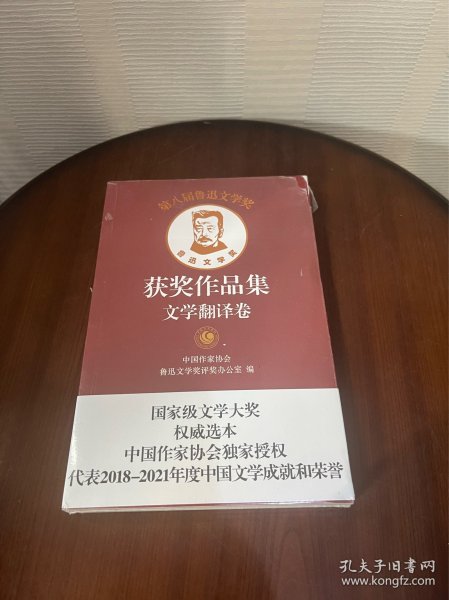 第八届鲁迅文学奖
鲁迅文学奖
获奖作品集
文学翻译卷
中国作家协会
鲁迅文学奖评奖办公室 编
国家级文学大奖
权威选本
中国作家协会独家授权
代表2018-2021年度中国文学成就和荣誉
孔夫子旧书网
www.kongfz.com